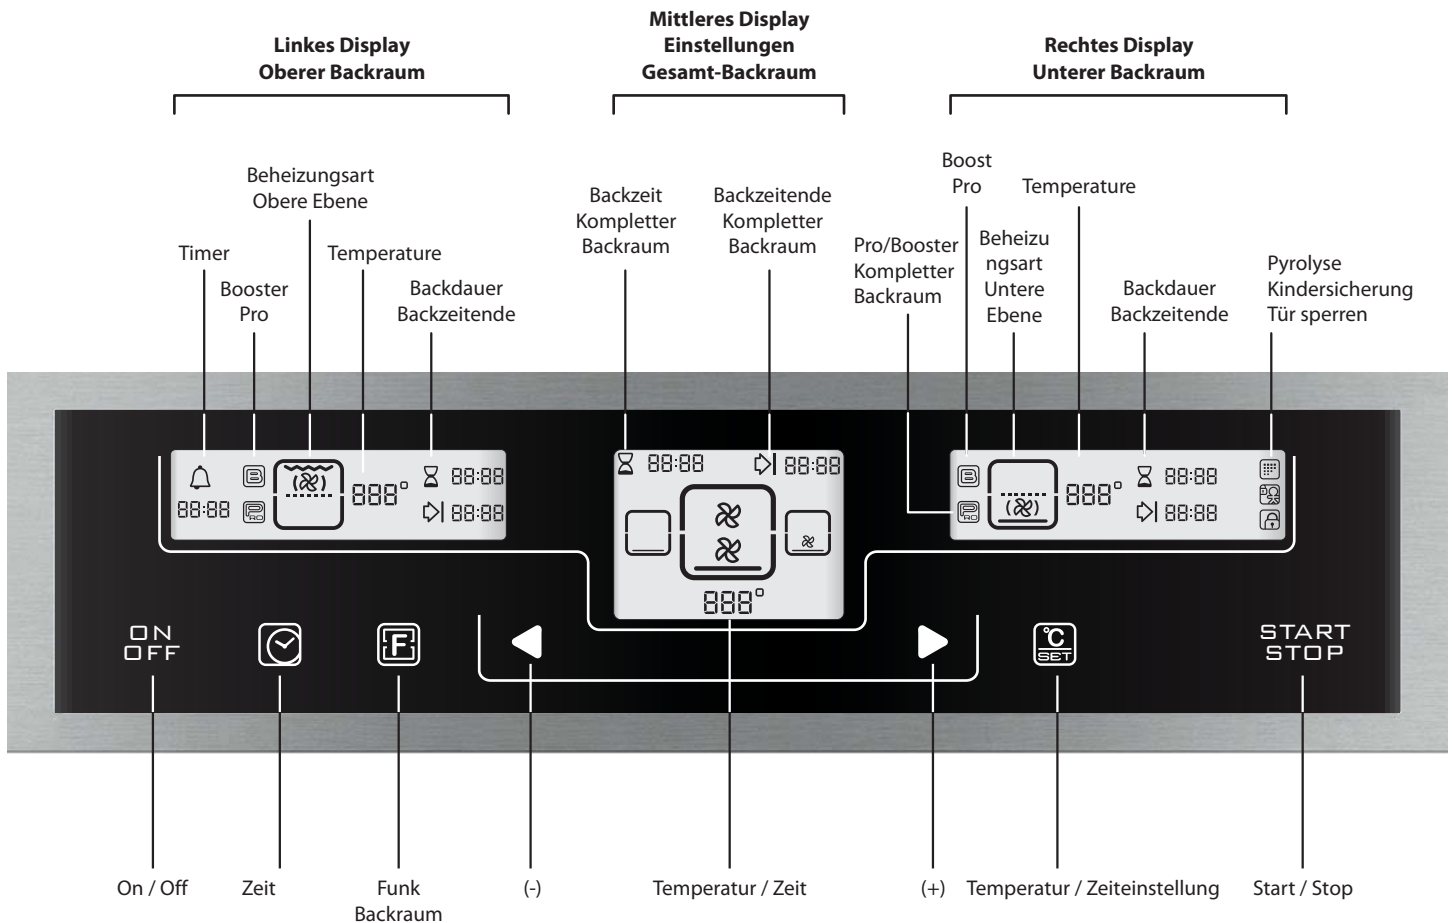 Linkes Display
Oberer Backraum
Mittleres Display
Einstellungen
Gesamt-Backraum
Rechtes Display
Unterer Backraum
Timer
Booster
Pro
Beheizungsart
Obere Ebene
Temperature
Backdauer
Backzeitende
Backzeit
Kompletter
Backraum
Backzeitende
Kompletter
Backraum
Pro/Booster
Kompletter
Backraum
Boost
Pro
Beheizu
ngsart
Untere
Ebene
Temperature
Backdauer
Backzeitende
Pyrolyse
Kindersicherung
Tür sperren
88:88
B
PRO
888°
88:88
88:88
88:88
88:88
888°
B
PRO
888°
88:88
88:88
ON
OFF
F
°C
SET
START
STOP
On / Off
Zeit
Funk
Backraum
(-)
Temperatur / Zeit
(+)
Temperatur / Zeiteinstellung
Start / Stop